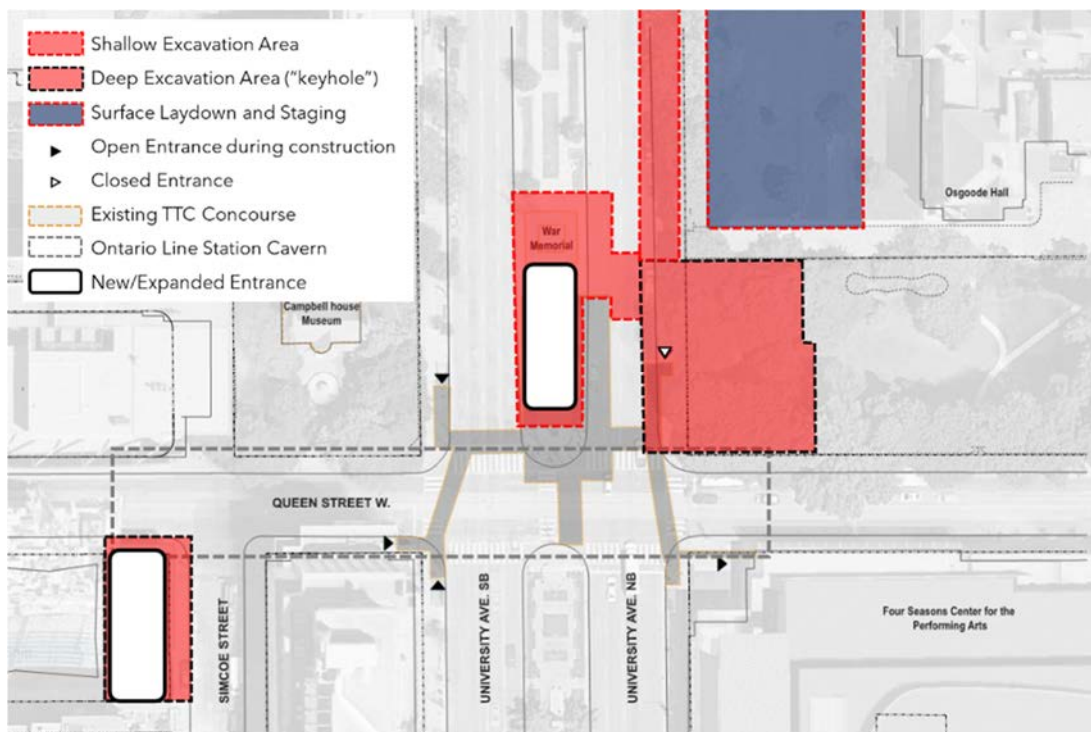 Shallow Excavation Area
Deep Excavation Area ("keyhole")
Surface Laydown and Staging
Open Entrance during construction
Closed Entrance
Existing TTC Concourse
Ontario Line Station Cavern
New/Expanded Entrance
Osgoode Hall
War
Memorial
Campbell house
Museum
QUEEN STREET W.
SIMCOE STREET
UNIVERSITY AVE. SB
UNIVERSITY AVE. NB
Four Seasons Center for the
Performing Arts